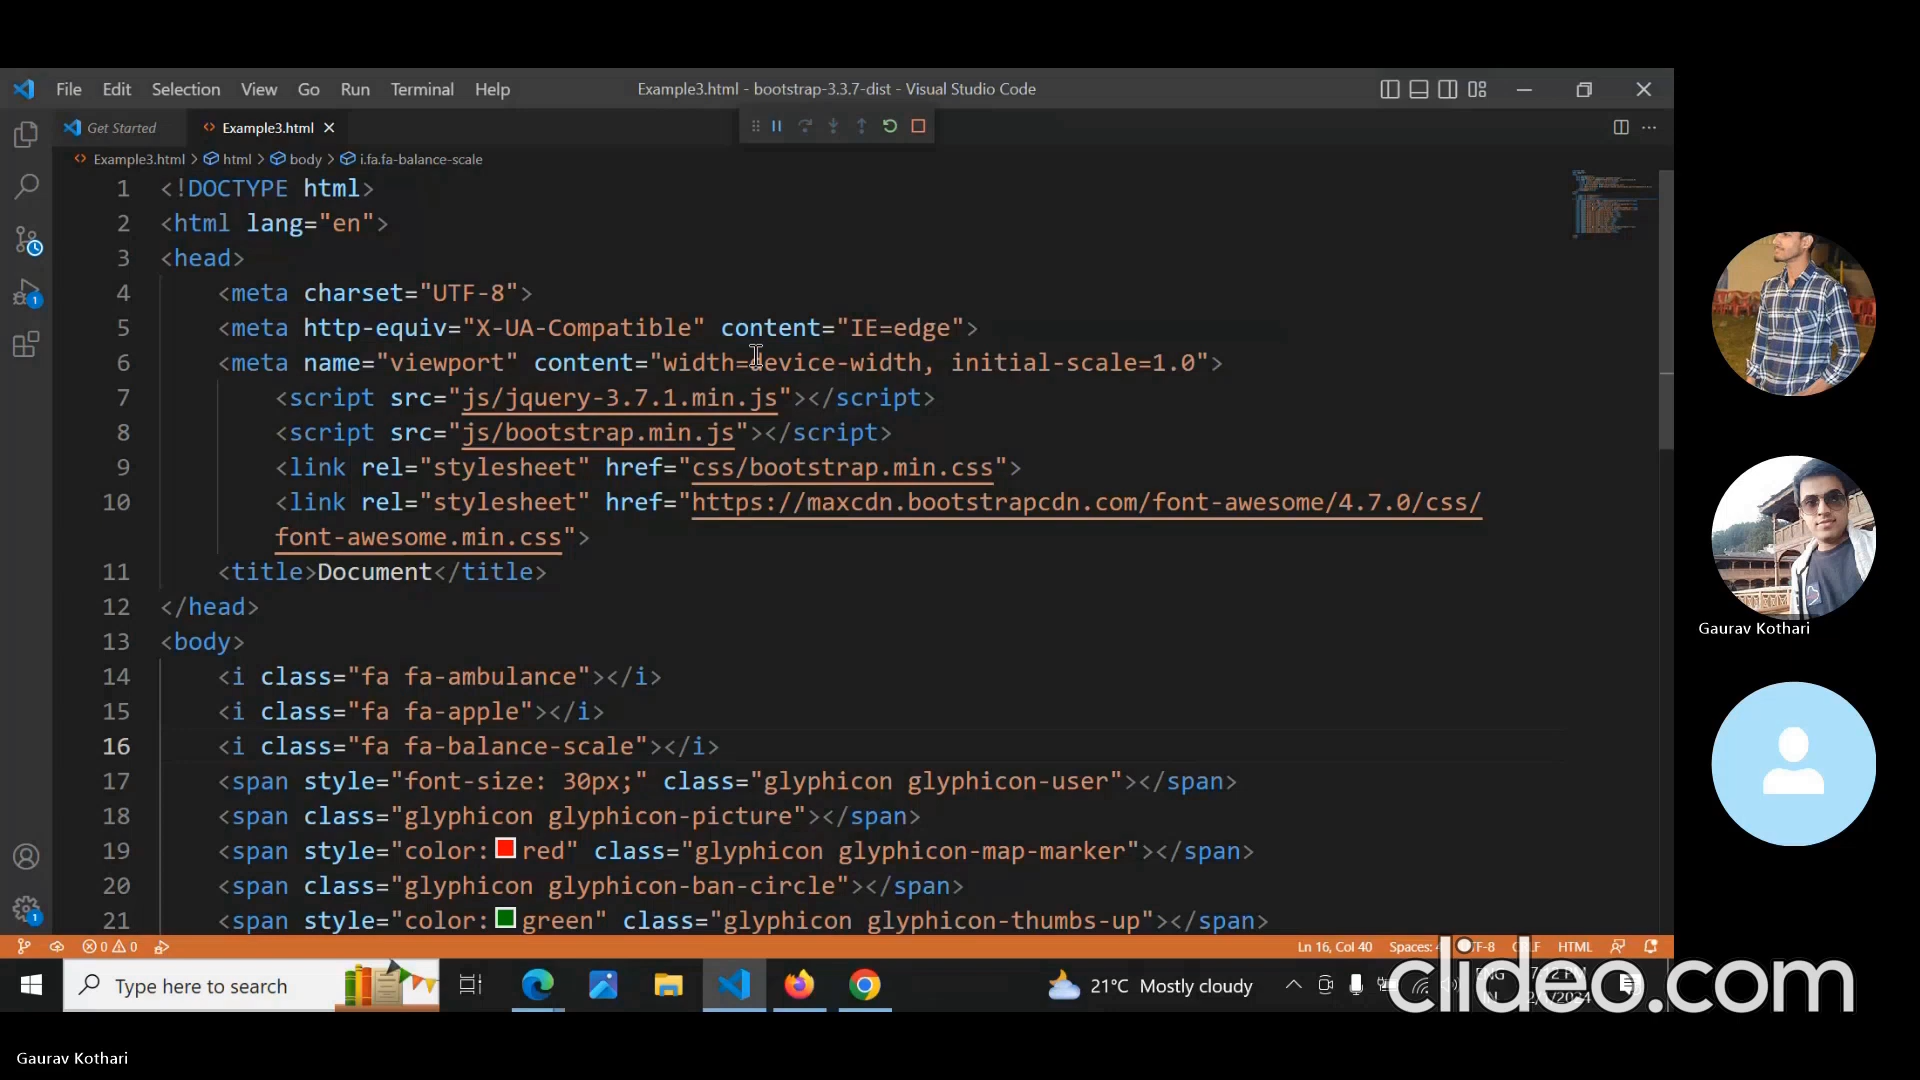 File Edit Selection View Go Run Terminal Help
Example3.html - bootstrap-3.3.7-dist - Visual Studio Code
Get Started
Example3.html
Example3.html > html > body > i.fa.fa-balance-scale
1 <!DOCTYPE html>
2 <html lang="en">
3 <head>
4 <meta charset="UTF-8">
5 <meta http-equiv="X-UA-Compatible" content="IE=edge">
6 <meta name="viewport" content="width=device-width, initial-scale=1.0">
7 <script src="js/jquery-3.7.1.min.js"></script>
8 <script src="js/bootstrap.min.js"></script>
9 <link rel="stylesheet" href="css/bootstrap.min.css">
10 <link rel="stylesheet" href="https://maxcdn.bootstrapcdn.com/font-awesome/4.7.0/css/
font-awesome.min.css">
11 <title>Document</title>
12 </head>
13 <body>
14 <i class="fa fa-ambulance"></i>
15 <i class="fa fa-apple"></i>
16 <i class="fa fa-balance-scale"></i>
17 <span style="font-size: 30px;" class="glyphicon glyphicon-user"></span>
18 <span class="glyphicon glyphicon-picture"></span>
19 <span style="color: red" class="glyphicon glyphicon-map-marker"></span>
20 <span class="glyphicon glyphicon-ban-circle"></span>
21 <span style="color: green" class="glyphicon glyphicon-thumbs-up"></span>
1
1
1
Gaurav Kothari
0 0
Ln 16, Col 40 HTML
Type here to search
21°C Mostly cloudy
clideo.com
Gaurav Kothari